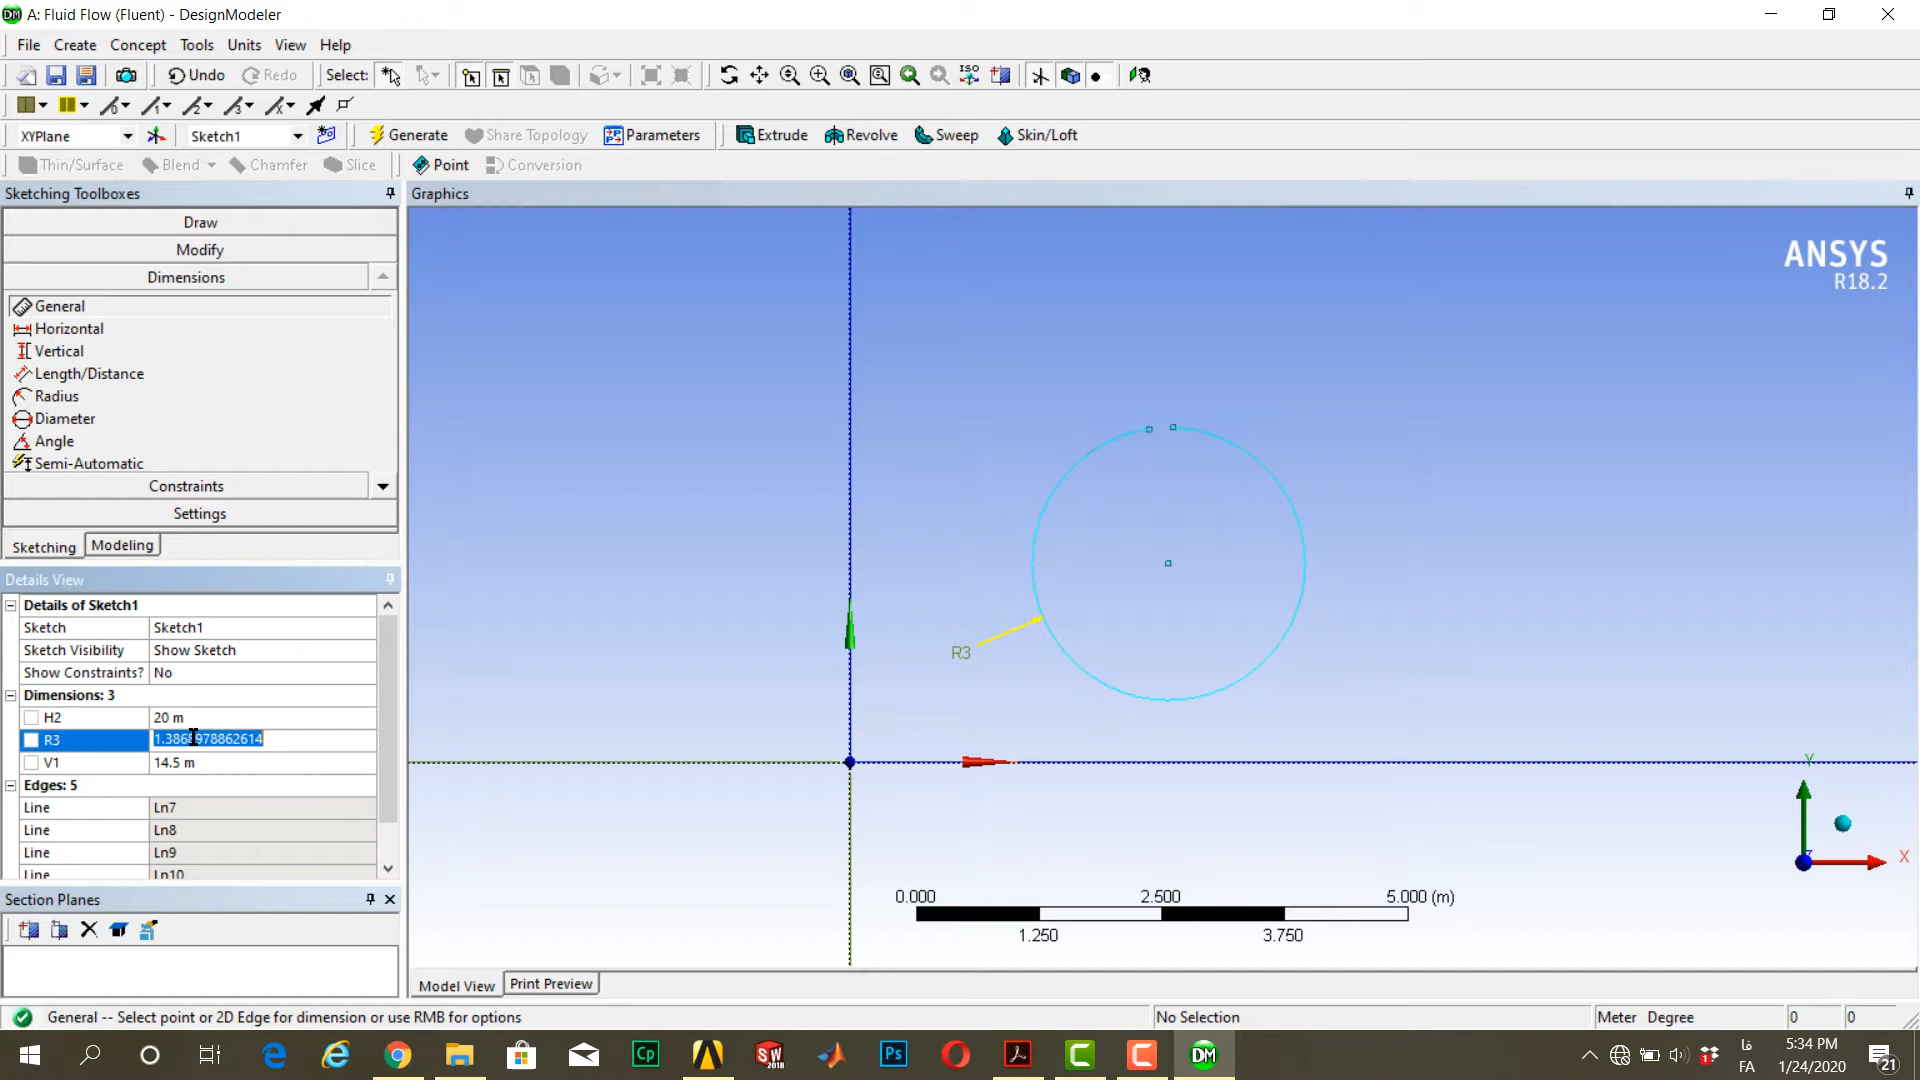 A: Fluid Flow (Fluent) - DesignModeler
File Create Concept Tools Units View Help
Undo Redo Select: ISO
XYPlane Sketch1 Generate Share Topology Parameters Extrude Revolve Sweep Skin/Loft
Thin/Surface Blend Chamfer Slice Point Conversion
Sketching Toolboxes
Draw
Modify
Dimensions
General
Horizontal
Vertical
Length/Distance
Radius
Diameter
Angle
Semi-Automatic
Constraints
Settings
Sketching Modeling
Details View
Details of Sketch1
Sketch Sketch1
Sketch Visibility Show Sketch
Show Constraints? No
Dimensions: 3
H2 20 m
R3 1.3868978862614
V1 14.5 m
Edges: 5
Line Ln7
Line Ln8
Line Ln9
Line Ln10
Section Planes
Graphics
ANSYS
R18.2
R3
Y
X
0.000 2.500 5.000 (m)
1.250 3.750
Model View Print Preview
General -- Select point or 2D Edge for dimension or use RMB for options No Selection Meter Degree 0 0
فا
FA
5:34 PM
1/24/2020
21